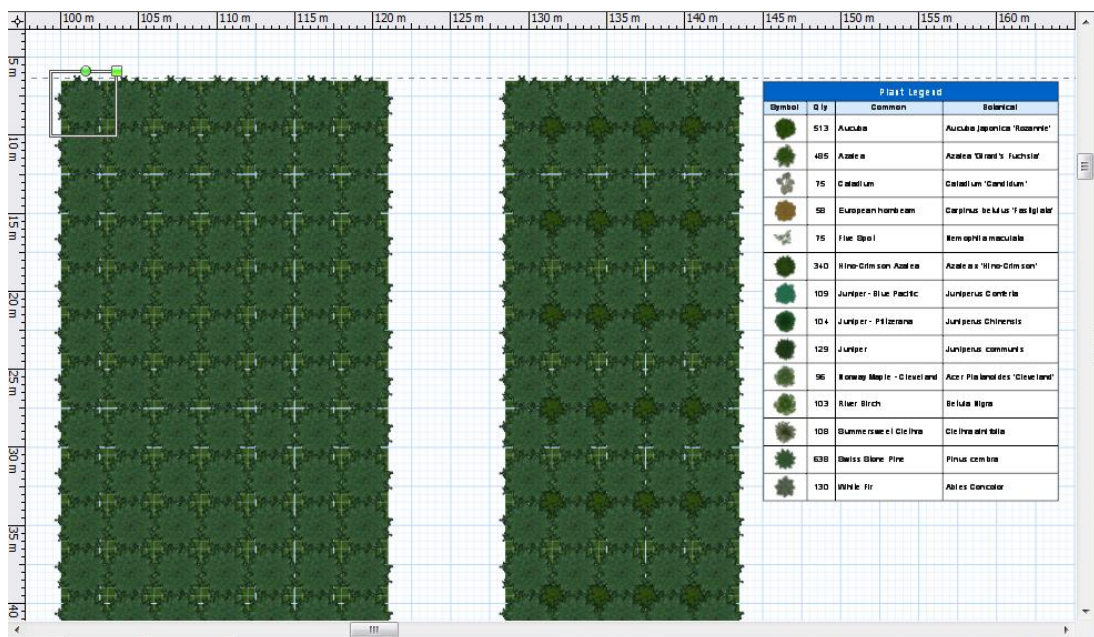 100 m 105 m 110 m 115 m 120 m 125 m 130 m 135 m 140 m 145 m 150 m 155 m 160 m
5 m
10 m
15 m
20 m
25 m
30 m
35 m
40
Plant Legend
Symbol Qty Common Botanical
513 Aucuba Aucuba japonica 'Rozannie'
485 Azalea Azalea 'Girard's Fuchsia'
75 Caladium Caladium 'Candidum'
58 European hornbeam Carpinus betulus 'Fastigiata'
75 Five Spot Nemophila maculata
340 Hino-Crimson Azalea Azalea x 'Hino-Crimson'
109 Juniper - Blue Pacific Juniperus Conferta
104 Juniper - Pfitzerana Juniperus Chinensis
129 Juniper Juniperus communis
96 Norway Maple - Cleveland Acer Platanoides 'Cleveland'
103 River Birch Betula Nigra
108 Summersweet Clethra Clethra alnifolia
638 Swiss Stone Pine Pinus cembra
130 White Fir Abies Concolor